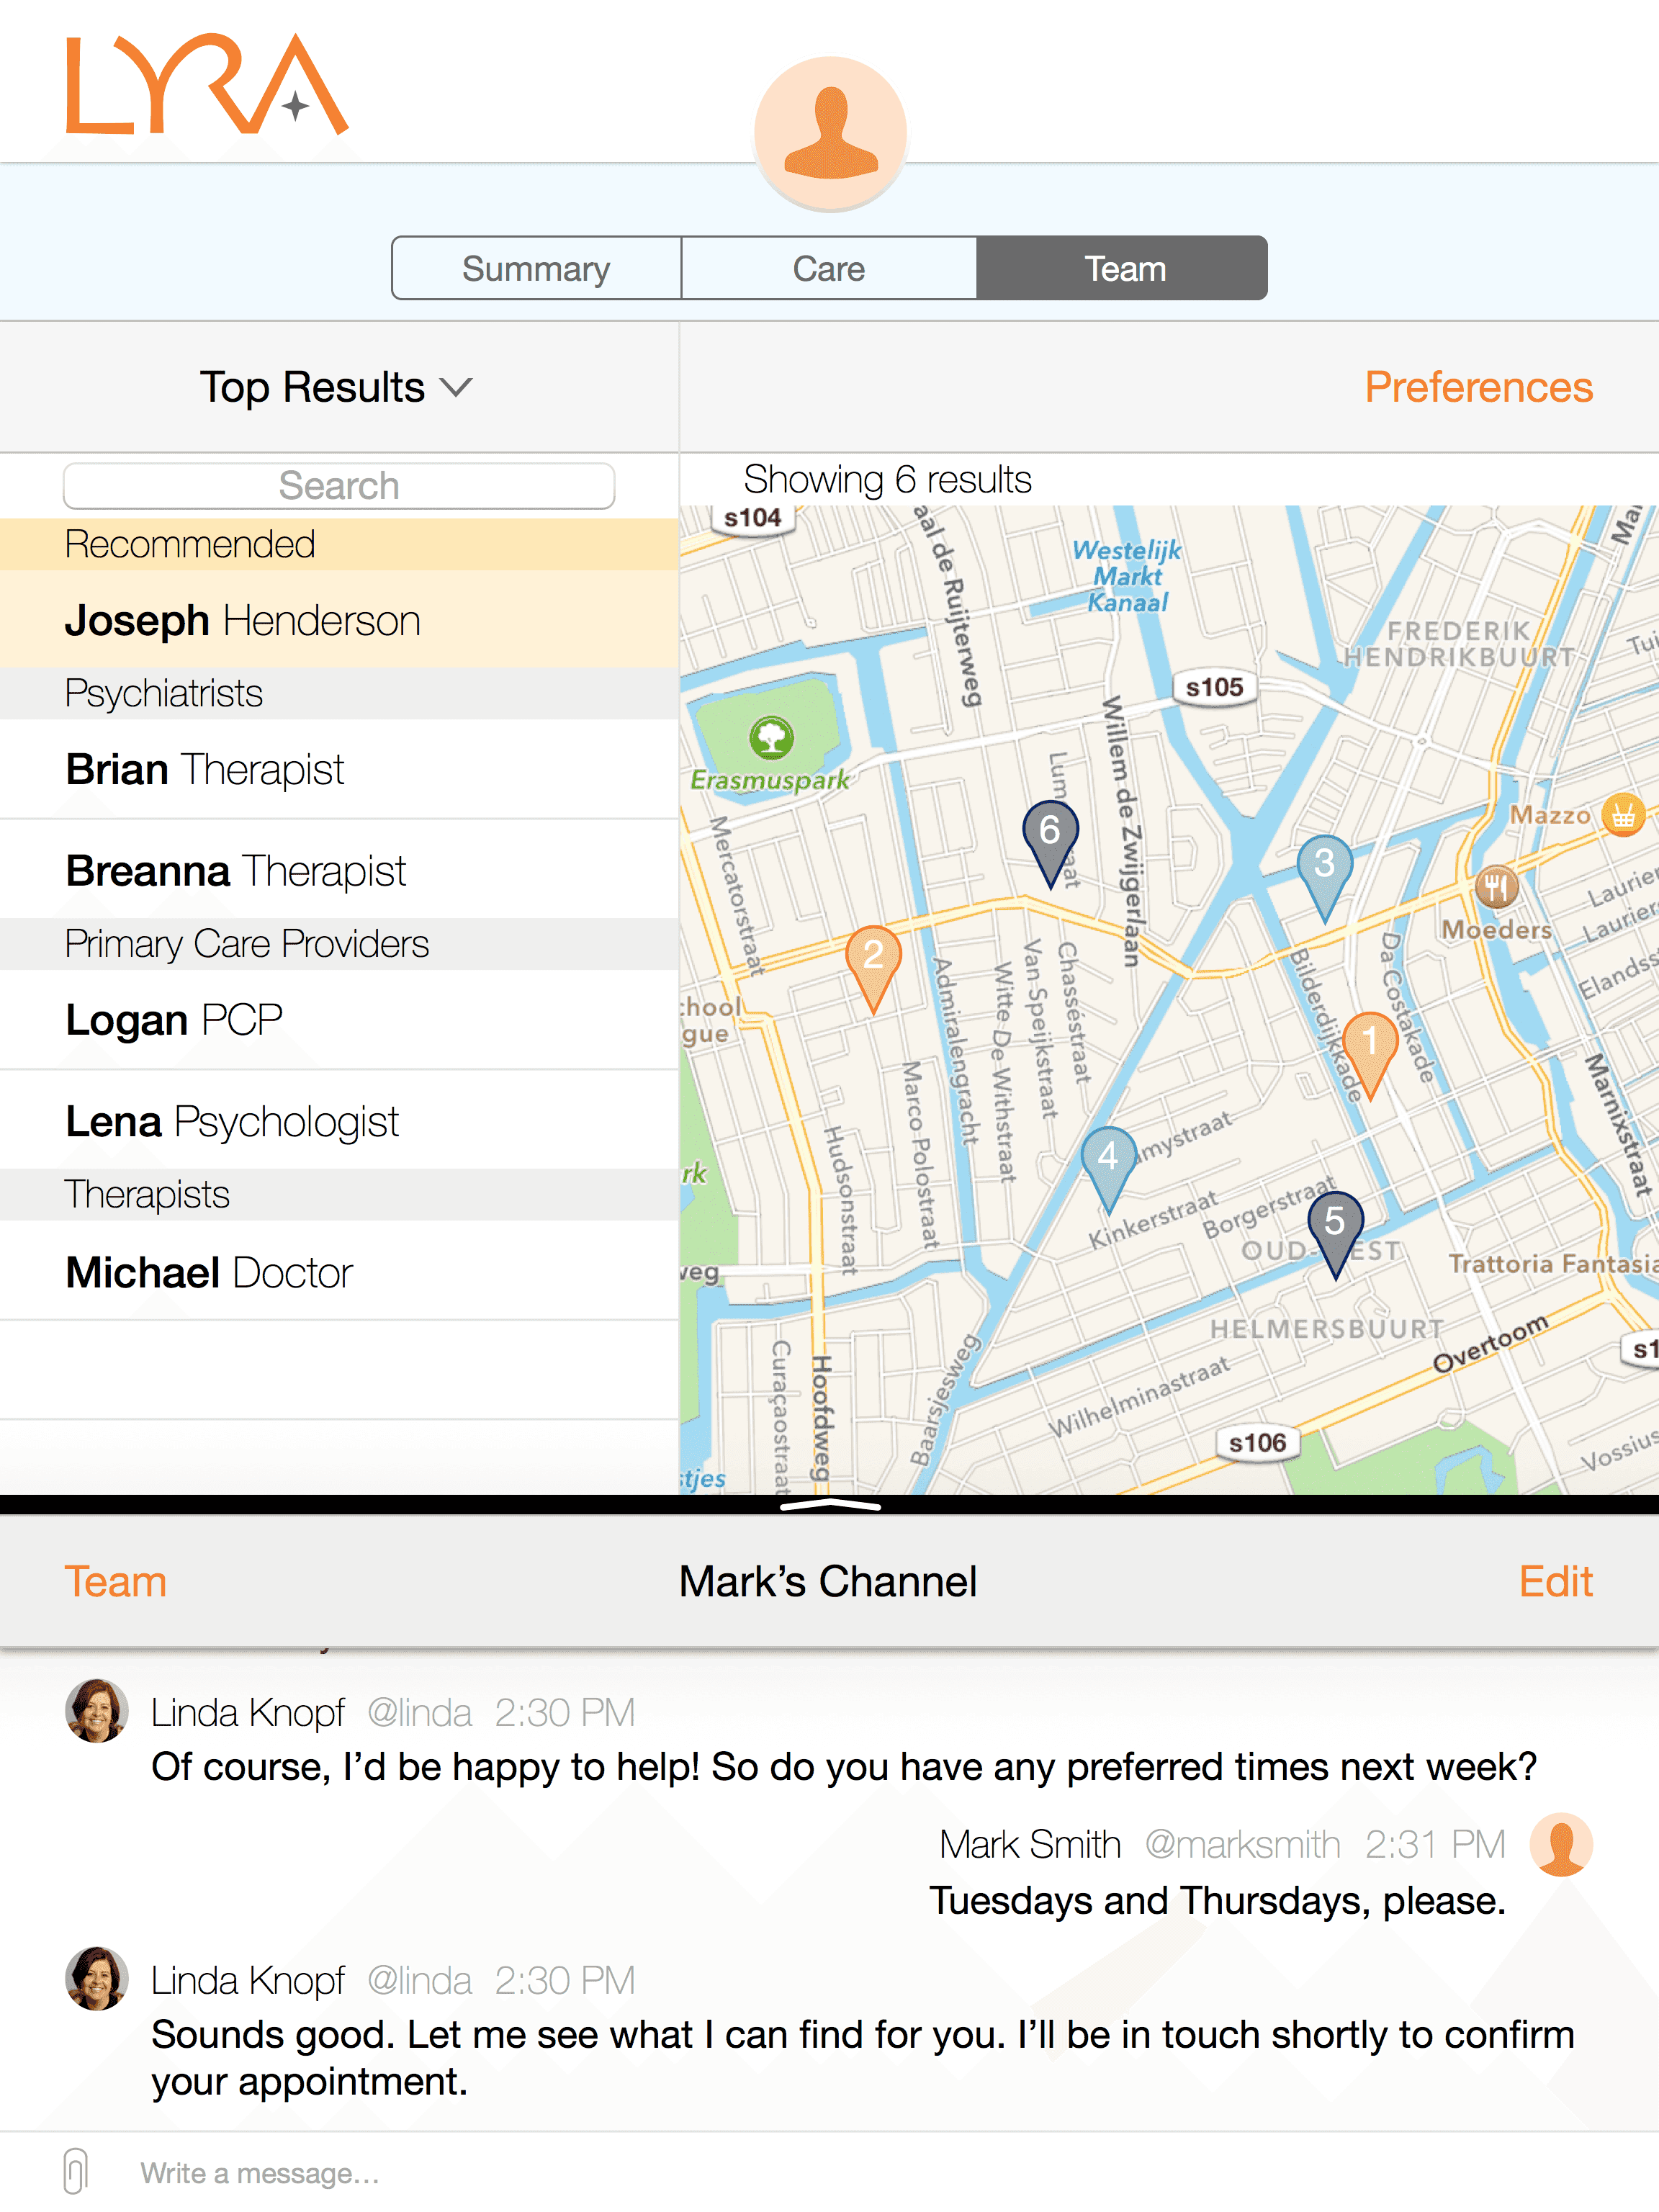 LYRA
Summary
Care
Team
Top Results
Preferences
Search
Showing 6 results
Recommended
Joseph Henderson
Psychiatrists
Brian Therapist
Breanna Therapist
Primary Care Providers
Logan PCP
Lena Psychologist
Therapists
Michael Doctor
s104
aal de Ruijterweg
Westelijk
Markt
Kanaal
FREDERIK
HENDRIKBUURT
s105
Erasmuspark
Willem de Zwijgerlaan
Mercatorstraat
Mazzo
Laurier
Lauriers
Moeders
Elandss
6
3
2
1
4
5
Bilderdijkkade
Da Costakade
Chasséstraat
Van Speijkstraat
Witte De Withstraat
Admiralengracht
Marco Polostraat
Hudsonstraat
Marnixstraat
chool
gue
rk
mystraat
Kinkerstraat
Borgerstraat
Trattoria Fantasia
weg
HELMERSBUURT
Overtoom
s1
Wilhelminastraat
Baarsjesweg
Curaçaostraat
Hoofdweg
s106
Vossius
stjes
Team
Mark’s Channel
Edit
Linda Knopf @linda 2:30 PM
Of course, I’d be happy to help! So do you have any preferred times next week?
Mark Smith @marksmith 2:31 PM
Tuesdays and Thursdays, please.
Linda Knopf @linda 2:30 PM
Sounds good. Let me see what I can find for you. I’ll be in touch shortly to confirm
your appointment.
Write a message...